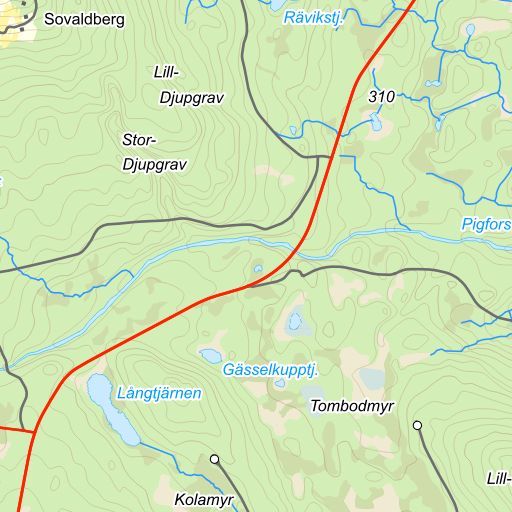 Sovaldberg
Rävikstj.
Lill-
Djupgrav
310
Stor-
Djupgrav
Pigfors
Gässelkupptj.
Långtjärnen
Tombodmyr
Kolamyr
Lill-